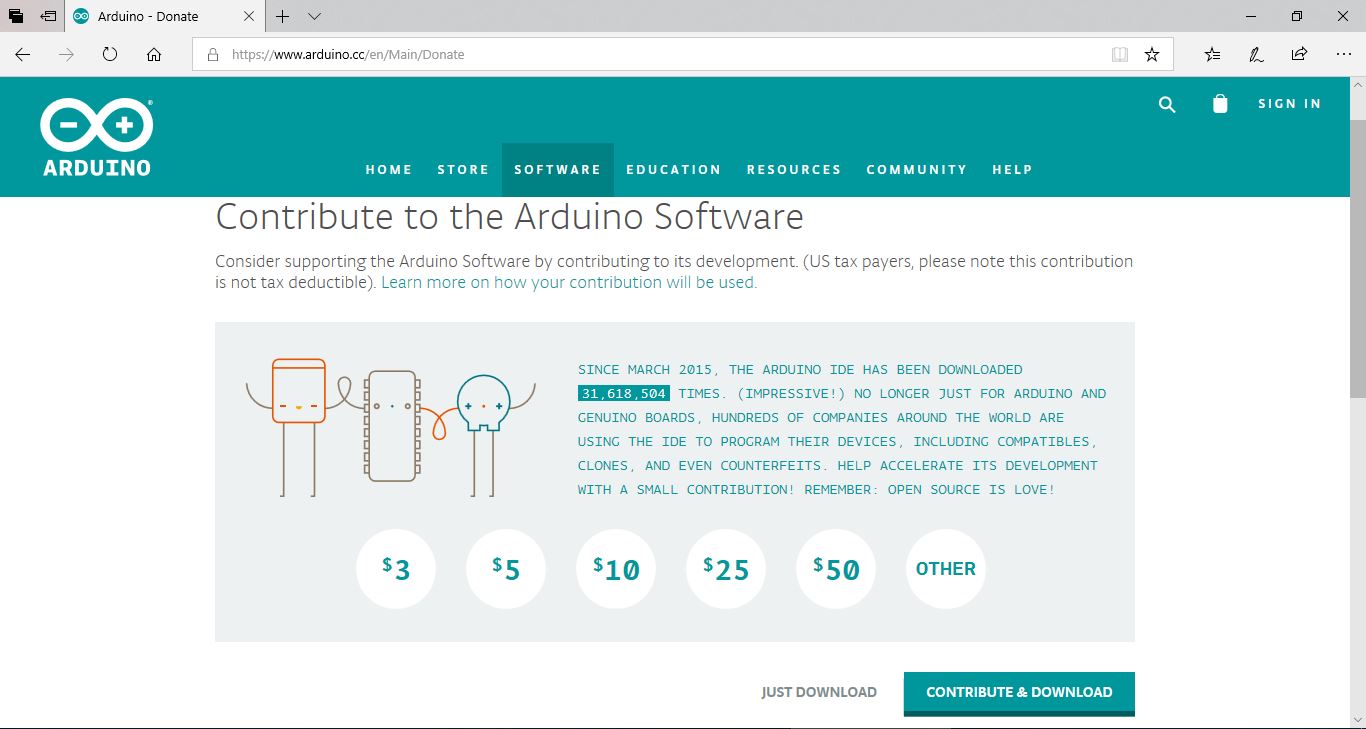 Arduino - Donate
https://www.arduino.cc/en/Main/Donate
SIGN IN
ARDUINO
HOME STORE SOFTWARE EDUCATION RESOURCES COMMUNITY HELP
Contribute to the Arduino Software
Consider supporting the Arduino Software by contributing to its development. (US tax payers, please note this contribution
is not tax deductible). Learn more on how your contribution will be used.
SINCE MARCH 2015, THE ARDUINO IDE HAS BEEN DOWNLOADED
31,618,504 TIMES. (IMPRESSIVE!) NO LONGER JUST FOR ARDUINO AND
GENUINO BOARDS, HUNDREDS OF COMPANIES AROUND THE WORLD ARE
USING THE IDE TO PROGRAM THEIR DEVICES, INCLUDING COMPATIBLES,
CLONES, AND EVEN COUNTERFEITS. HELP ACCELERATE ITS DEVELOPMENT
WITH A SMALL CONTRIBUTION! REMEMBER: OPEN SOURCE IS LOVE!
$3 $5 $10 $25 $50 OTHER
JUST DOWNLOAD CONTRIBUTE & DOWNLOAD